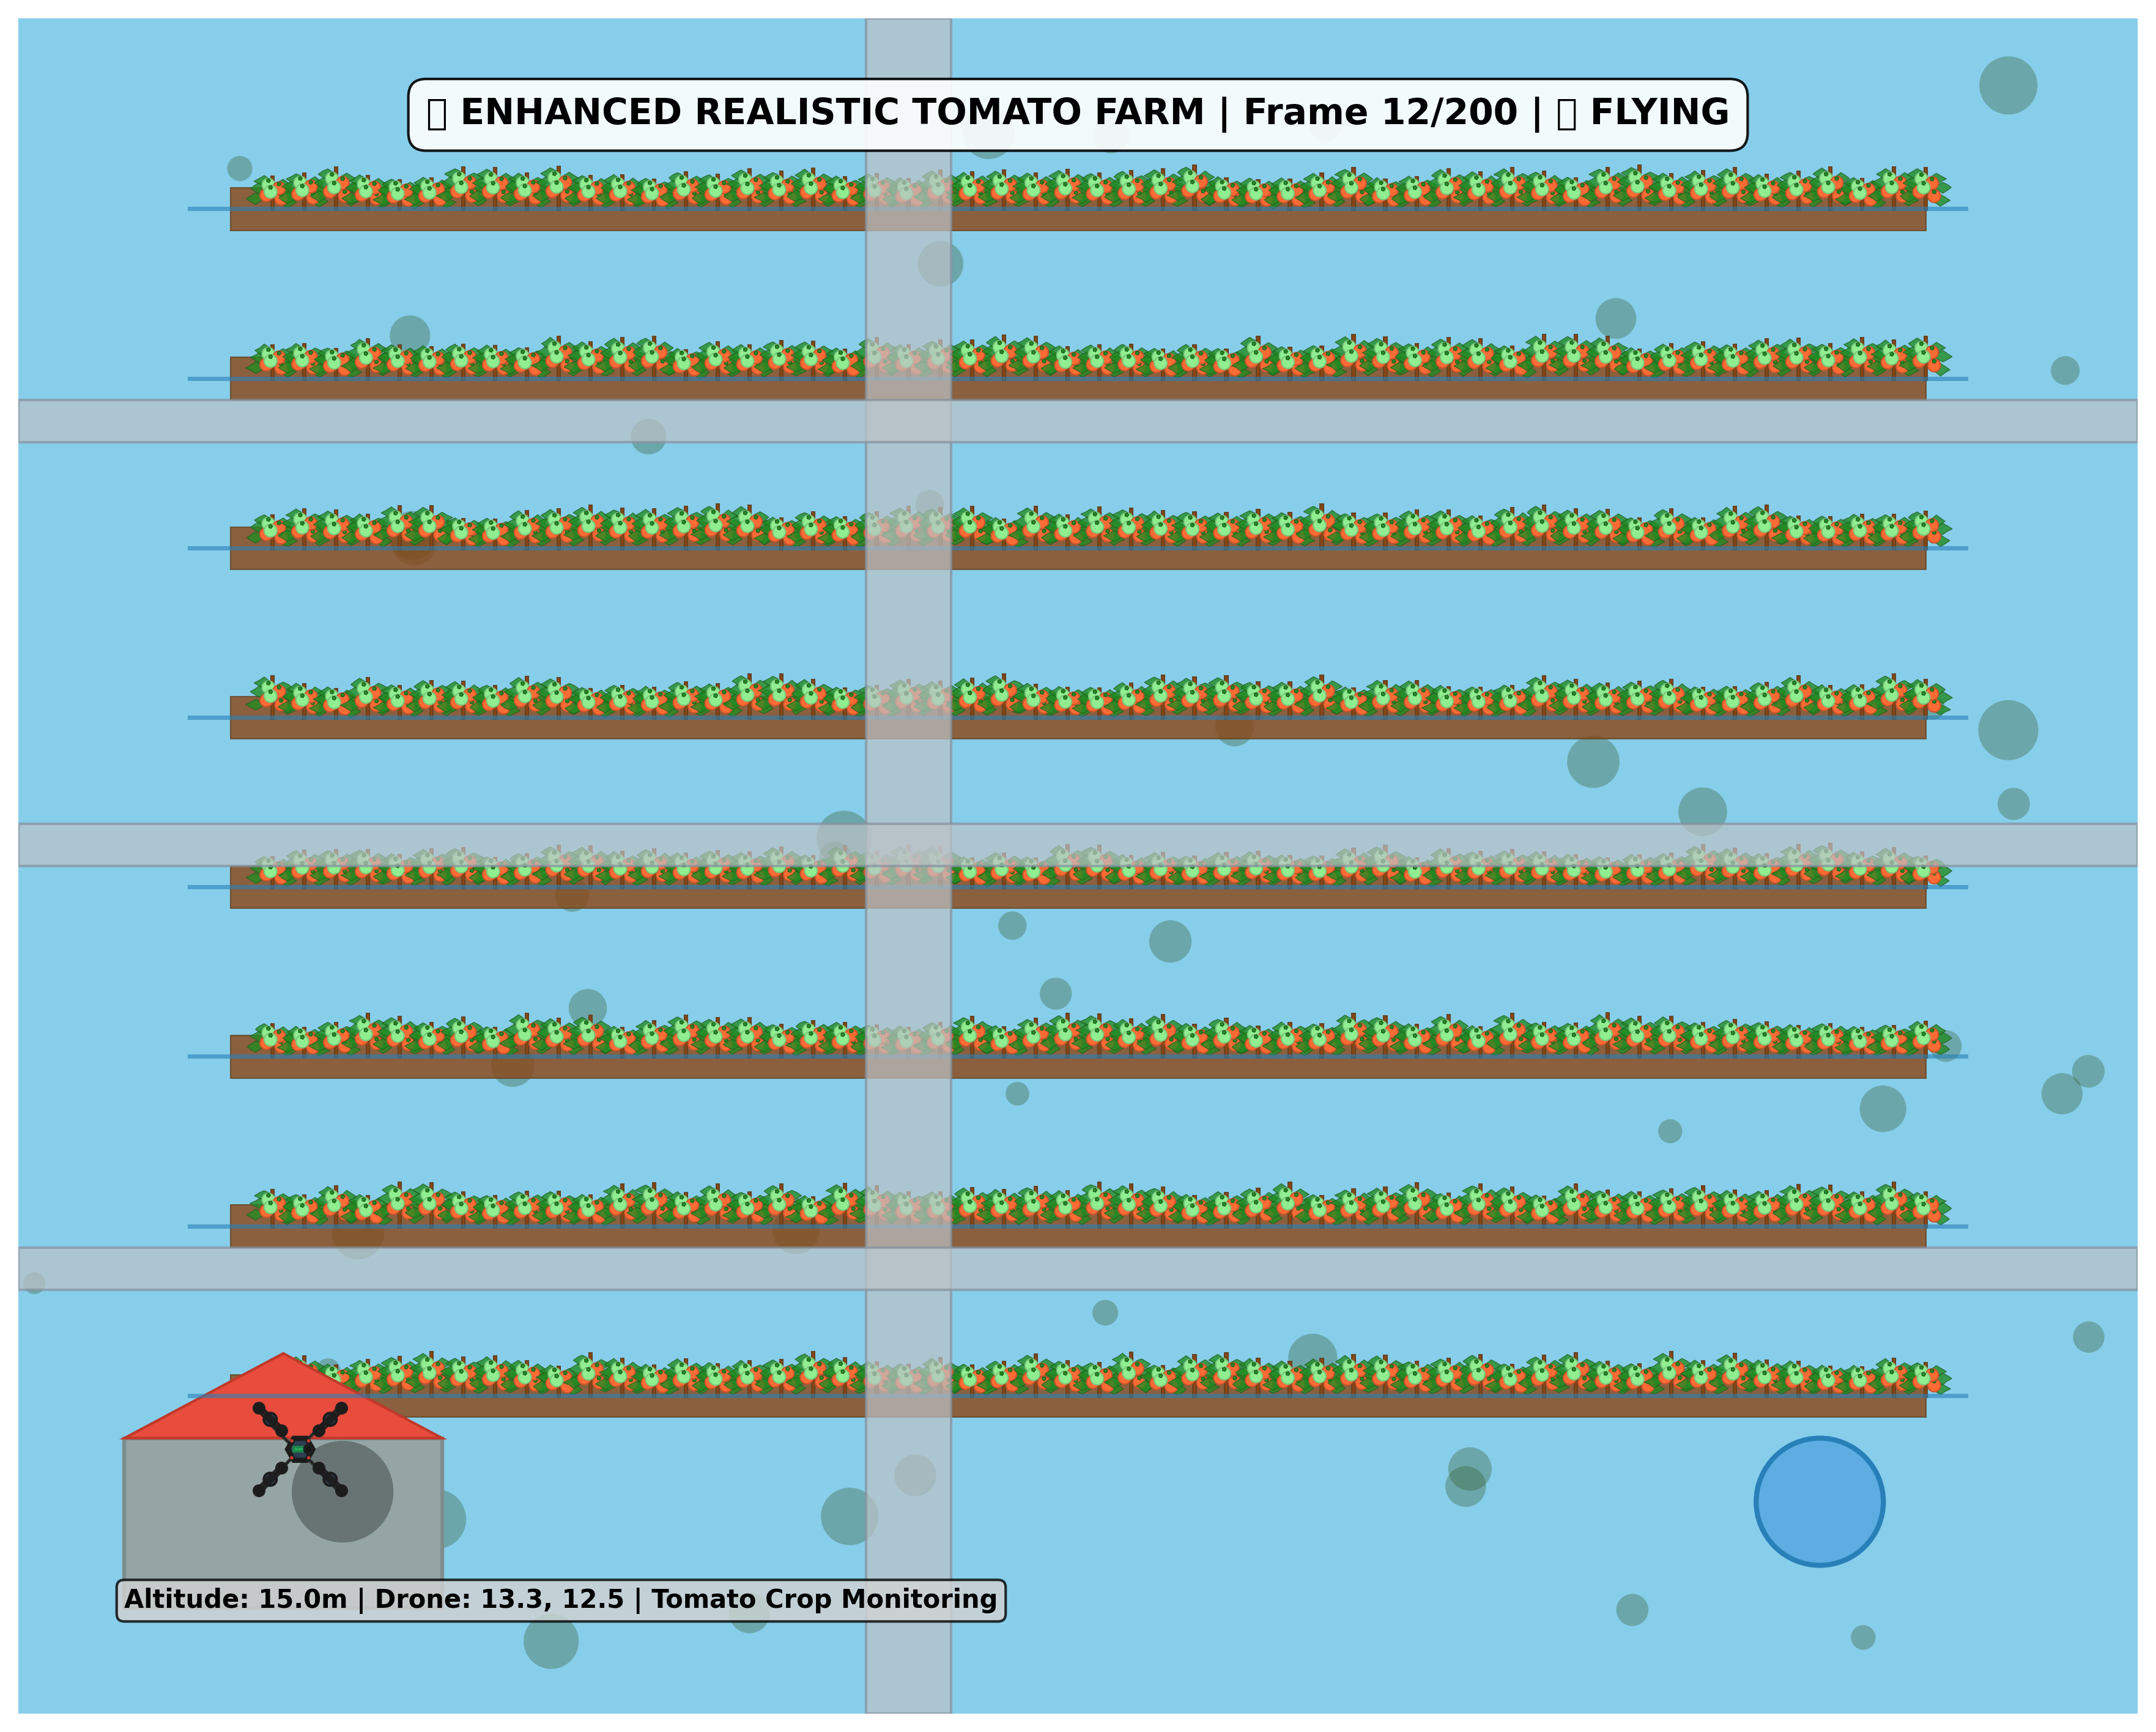 ▯ ENHANCED REALISTIC TOMATO FARM | Frame 12/200 | ▯ FLYING
Altitude: 15.0m | Drone: 13.3, 12.5 | Tomato Crop Monitoring